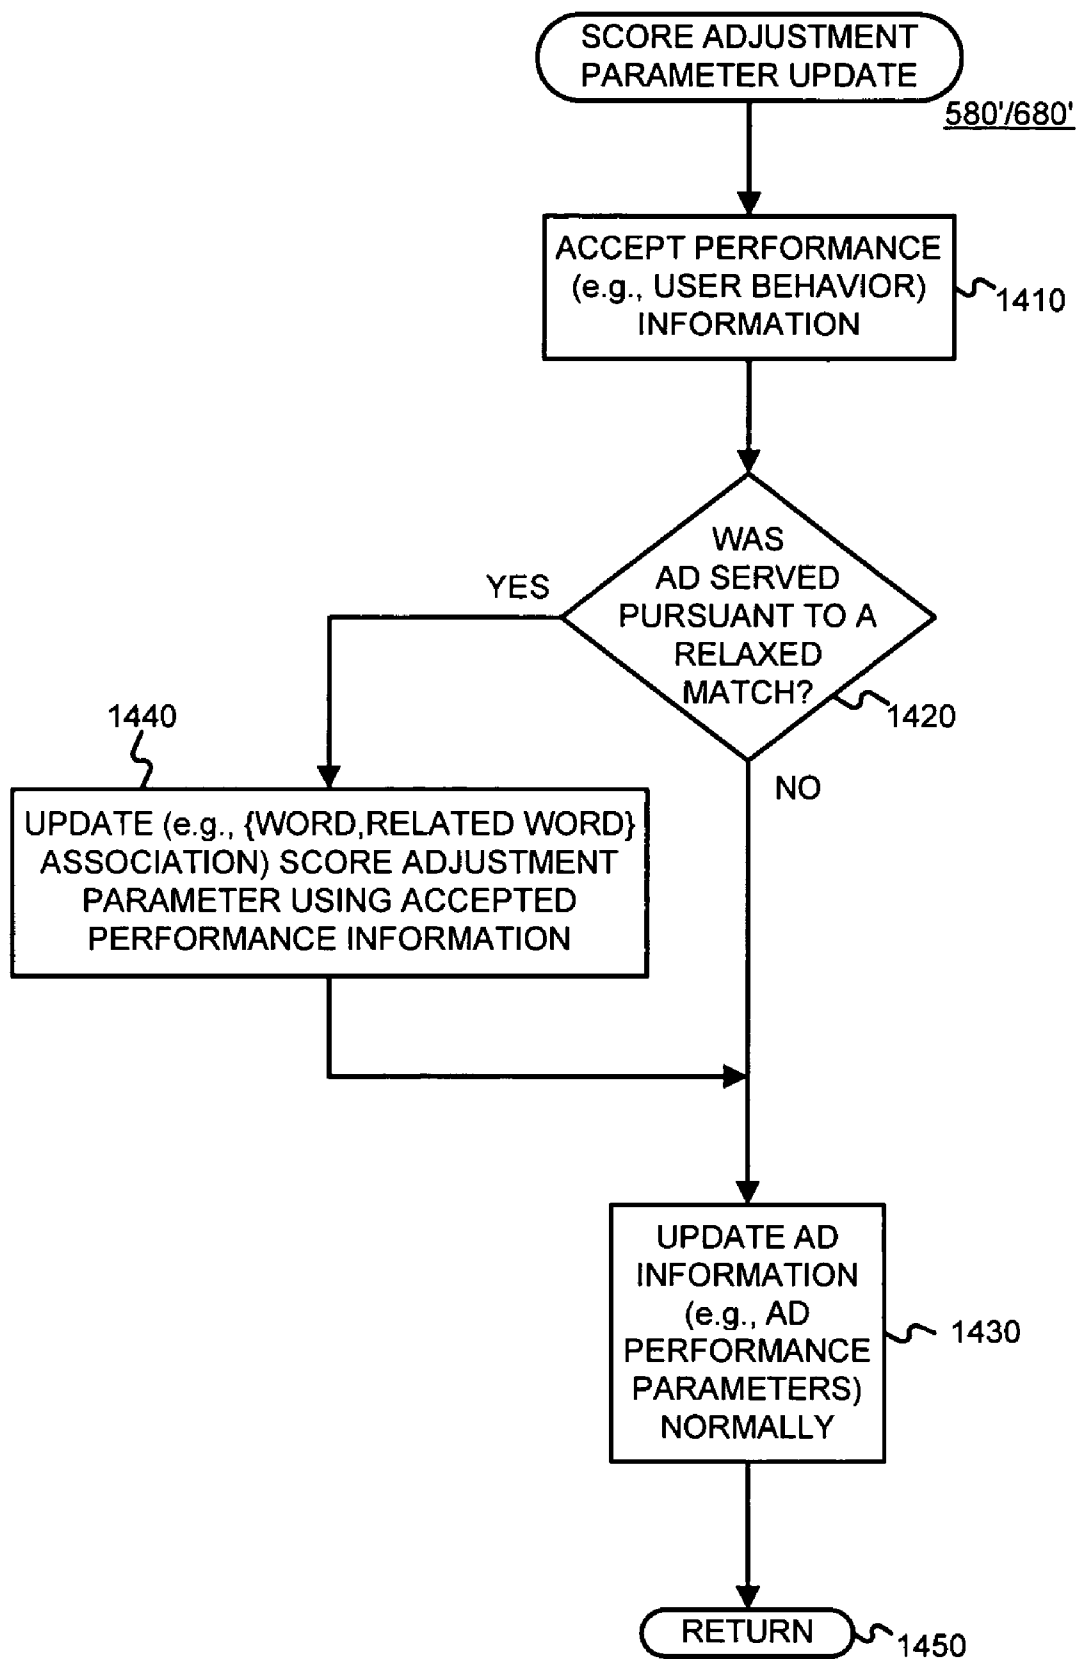 SCORE ADJUSTMENT
PARAMETER UPDATE
580'/680'
ACCEPT PERFORMANCE
(e.g., USER BEHAVIOR)
INFORMATION
1410
WAS
AD SERVED
PURSUANT TO A
RELAXED
MATCH?
YES
1420
NO
1440
UPDATE (e.g., {WORD,RELATED WORD}
ASSOCIATION) SCORE ADJUSTMENT
PARAMETER USING ACCEPTED
PERFORMANCE INFORMATION
UPDATE AD
INFORMATION
(e.g., AD
PERFORMANCE
PARAMETERS)
NORMALLY
1430
RETURN
1450